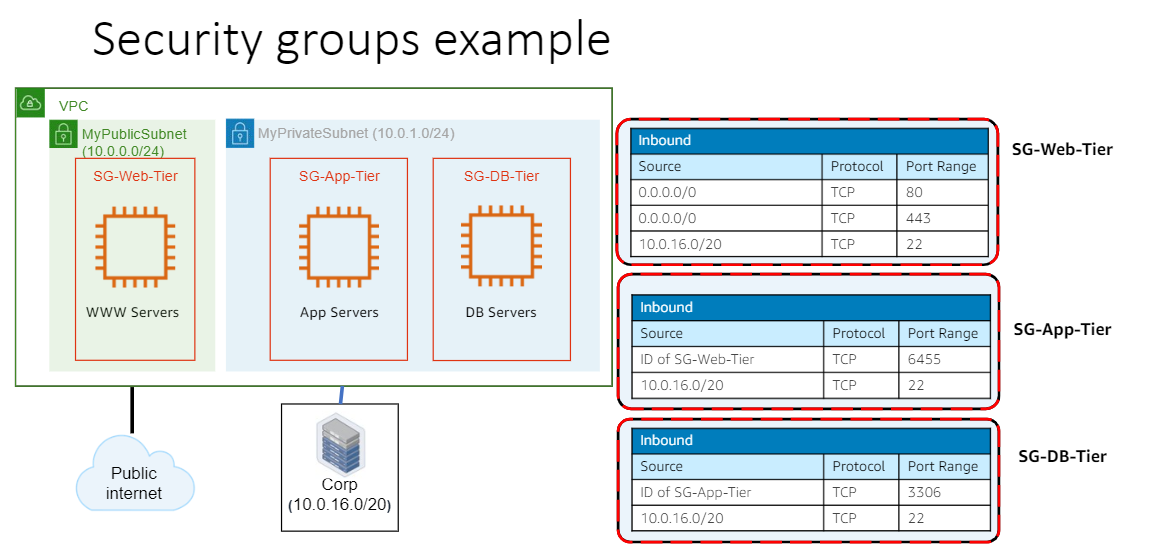 Security groups example
VPC
MyPublicSubnet
(10.0.0.0/24)
SG-Web-Tier
WWW Servers
MyPrivateSubnet (10.0.1.0/24)
SG-App-Tier
App Servers
SG-DB-Tier
DB Servers
Public
internet
Corp
(10.0.16.0/20)
Inbound
Source Protocol Port Range
0.0.0.0/0 TCP 80
0.0.0.0/0 TCP 443
10.0.16.0/20 TCP 22
SG-Web-Tier
Inbound
Source Protocol Port Range
ID of SG-Web-Tier TCP 6455
10.0.16.0/20 TCP 22
SG-App-Tier
Inbound
Source Protocol Port Range
ID of SG-App-Tier TCP 3306
10.0.16.0/20 TCP 22
SG-DB-Tier